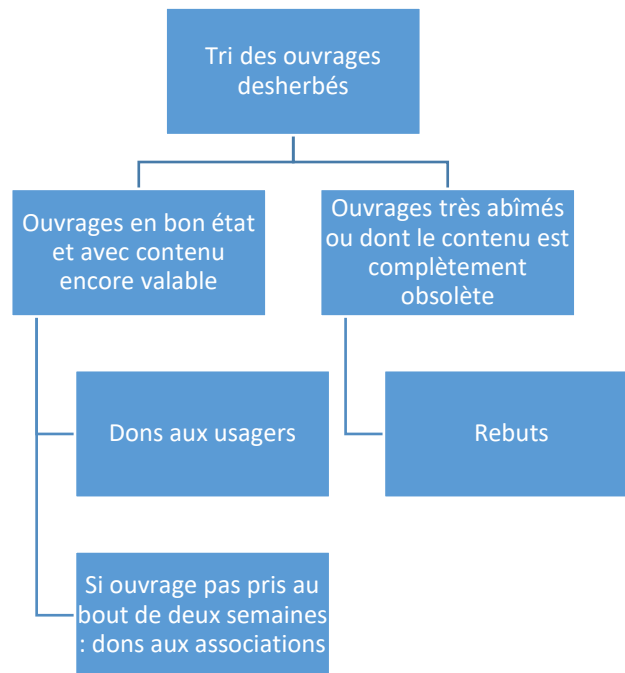 Tri des ouvrages
desherbés
Ouvrages en bon état
et avec contenu
encore valable
Ouvrages très abîmés
ou dont le contenu est
complètement
obsolète
Dons aux usagers
Rebuts
Si ouvrage pas pris au
bout de deux semaines
: dons aux associations